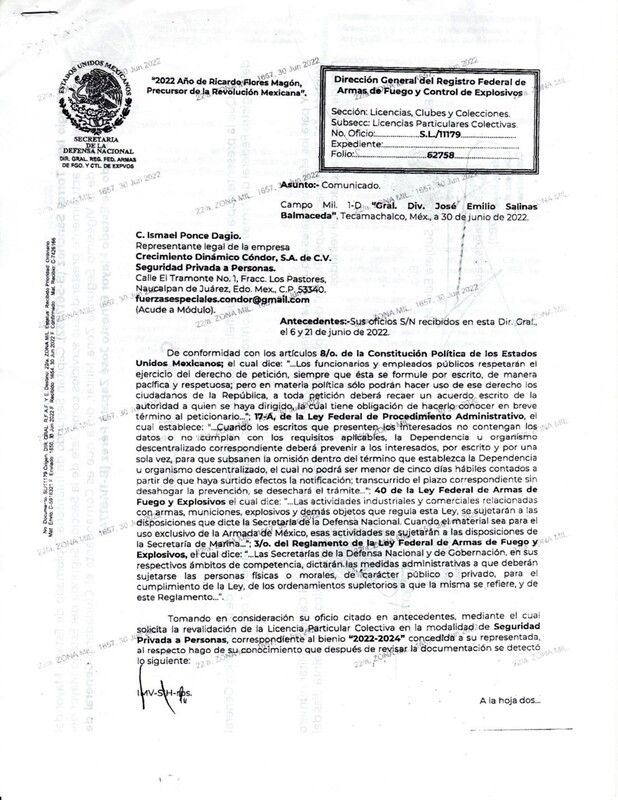 ESTADOS UNIDOS MEXICANOS
SECRETARIA
DE LA
DEFENSA NACIONAL
DIR. GRAL. REG. FED. ARMAS
DE FGO. Y CTL. DE EXPVOS
"2022 Año de Ricardo Flores Magón,
Precursor de la Revolución Mexicana".
Dirección General del Registro Federal de
Armas de Fuego y Control de Explosivos
Sección: Licencias, Clubes y Colecciones.
Subsecc: Licencias Particulares Colectivas.
No. Oficio:..................S.L./11179
Expediente:
Folio:..................62758
22/a. ZONA MIL. 1657, 30 Jun 2022
Asunto:- Comunicado.
Campo Mil. 1-D "Gral. Div. José Emilio Salinas
Balmaceda", Tecamachalco, Méx., a 30 de junio de 2022.
C. Ismael Ponce Dagio.
Representante legal de la empresa
Crecimiento Dinámico Cóndor, S.A. de C.V.
Seguridad Privada a Personas.
Calle El Tramonte No. 1, Fracc. Los Pastores,
Naucalpan de Juárez, Edo. Mex., C.P. 53340.
fuerzasespeciales.condor@gmail.com
(Acude a Módulo).
Antecedentes:-Sus oficios S/N recibidos en esta Dir. Gral.,
el 6 y 21 de junio de 2022.
De conformidad con los artículos 8/o. de la Constitución Política de los Estados
Unidos Mexicanos; el cual dice: "...Los funcionarios y empleados públicos respetarán el
ejercicio del derecho de petición, siempre que ésta se formule por escrito, de manera
pacífica y respetuosa; pero en materia política sólo podrán hacer uso de ese derecho los
ciudadanos de la República, a toda petición deberá recaer un acuerdo escrito de la
autoridad a quien se haya dirigido, la cual tiene obligación de hacerlo conocer en breve
término al peticionario..."; 17-A, de la Ley Federal de Procedimiento Administrativo, el
cual establece: "...Cuando los escritos que presenten los interesados no contengan los
datos o no cumplan con los requisitos aplicables, la Dependencia u organismo
descentralizado correspondiente deberá prevenir a los interesados, por escrito y por una
sola vez, para que subsanen la omisión dentro del término que establezca la Dependencia
u organismo descentralizado, el cual no podrá ser menor de cinco días hábiles contados a
partir de que haya surtido efectos la notificación; transcurrido el plazo correspondiente sin
desahogar la prevención, se desechará el trámite..."; 40 de la Ley Federal de Armas de
Fuego y Explosivos el cual dice: "...Las actividades industriales y comerciales relacionadas
con armas, municiones, explosivos y demás objetos que regula esta Ley, se sujetarán a las
disposiciones que dicte la Secretaría de la Defensa Nacional. Cuando el material sea para el
uso exclusivo de la Armada de México, esas actividades se sujetarán a las disposiciones de
la Secretaría de Marina..."; 3/o. del Reglamento de la Ley Federal de Armas de Fuego y
Explosivos, el cual dice: "...Las Secretarías de la Defensa Nacional y de Gobernación, en sus
respectivos ámbitos de competencia, dictarán las medidas administrativas a que deberán
sujetarse las personas físicas o morales, de carácter público o privado, para el
cumplimiento de la Ley, de los ordenamientos supletorios a que la misma se refiere, y de
este Reglamento...".
Tomando en consideración su oficio citado en antecedentes, mediante el cual
solicita la revalidación de la Licencia Particular Colectiva en la modalidad de Seguridad
Privada a Personas, correspondiente al bienio "2022-2024" concedida a su representada,
al respecto hago de su conocimiento que después de revisar la documentación se detectó
lo siguiente:
A la hoja dos...